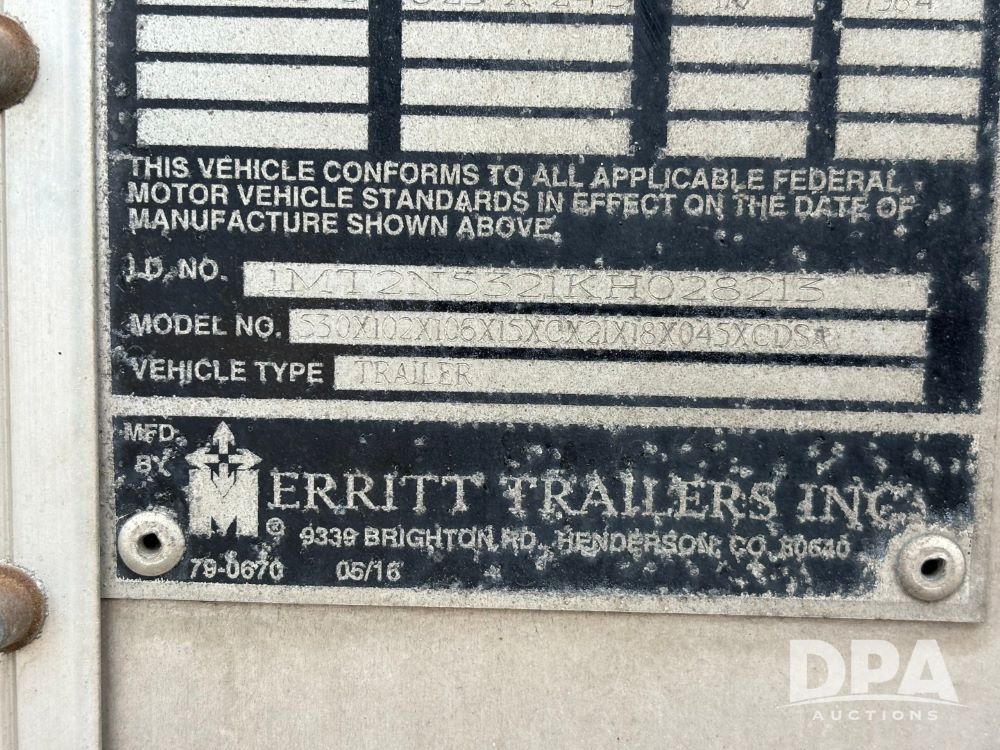 THIS VEHICLE CONFORMS TO ALL APPLICABLE FEDERAL
MOTOR VEHICLE STANDARDS IN EFFECT ON THE DATE OF
MANUFACTURE SHOWN ABOVE.
I.D. NO. 1MT2N5321KH028213
MODEL NO. 530X102X106X15XCX21X18X045XCDSA
VEHICLE TYPE TRAILER
MFD.
BY MERRITT TRAILERS INC.
® 9339 BRIGHTON RD., HENDERSON, CO. 80640
79-0670 05/16
DPA
AUCTIONS